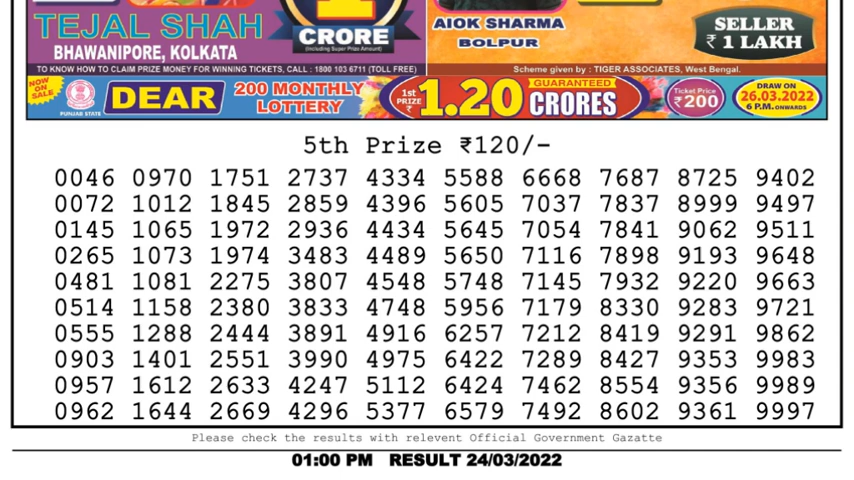 TEJAL SHAH
BHAWANIPORE, KOLKATA
1
CRORE
(Including Super Prize Amount)
AIOK SHARMA
BOLPUR
SELLER
₹ 1 LAKH
TO KNOW HOW TO CLAIM PRIZE MONEY FOR WINNING TICKETS, CALL : 1800 103 6711 (TOLL FREE)
Scheme given by : TIGER ASSOCIATES, West Bengal.
NOW ON SALE
PUNJAB STATE
DEAR
200 MONTHLY
LOTTERY
1st PRIZE ₹
1.20
GUARANTEED
CRORES
Ticket Price
₹200
DRAW ON
26.03.2022
6 P.M. ONWARDS
5th Prize ₹120/-
0046 0970 1751 2737 4334 5588 6668 7687 8725 9402
0072 1012 1845 2859 4396 5605 7037 7837 8999 9497
0145 1065 1972 2936 4434 5645 7054 7841 9062 9511
0265 1073 1974 3483 4489 5650 7116 7898 9193 9648
0481 1081 2275 3807 4548 5748 7145 7932 9220 9663
0514 1158 2380 3833 4748 5956 7179 8330 9283 9721
0555 1288 2444 3891 4916 6257 7212 8419 9291 9862
0903 1401 2551 3990 4975 6422 7289 8427 9353 9983
0957 1612 2633 4247 5112 6424 7462 8554 9356 9989
0962 1644 2669 4296 5377 6579 7492 8602 9361 9997
Please check the results with relevent Official Government Gazatte
01:00 PM RESULT 24/03/2022